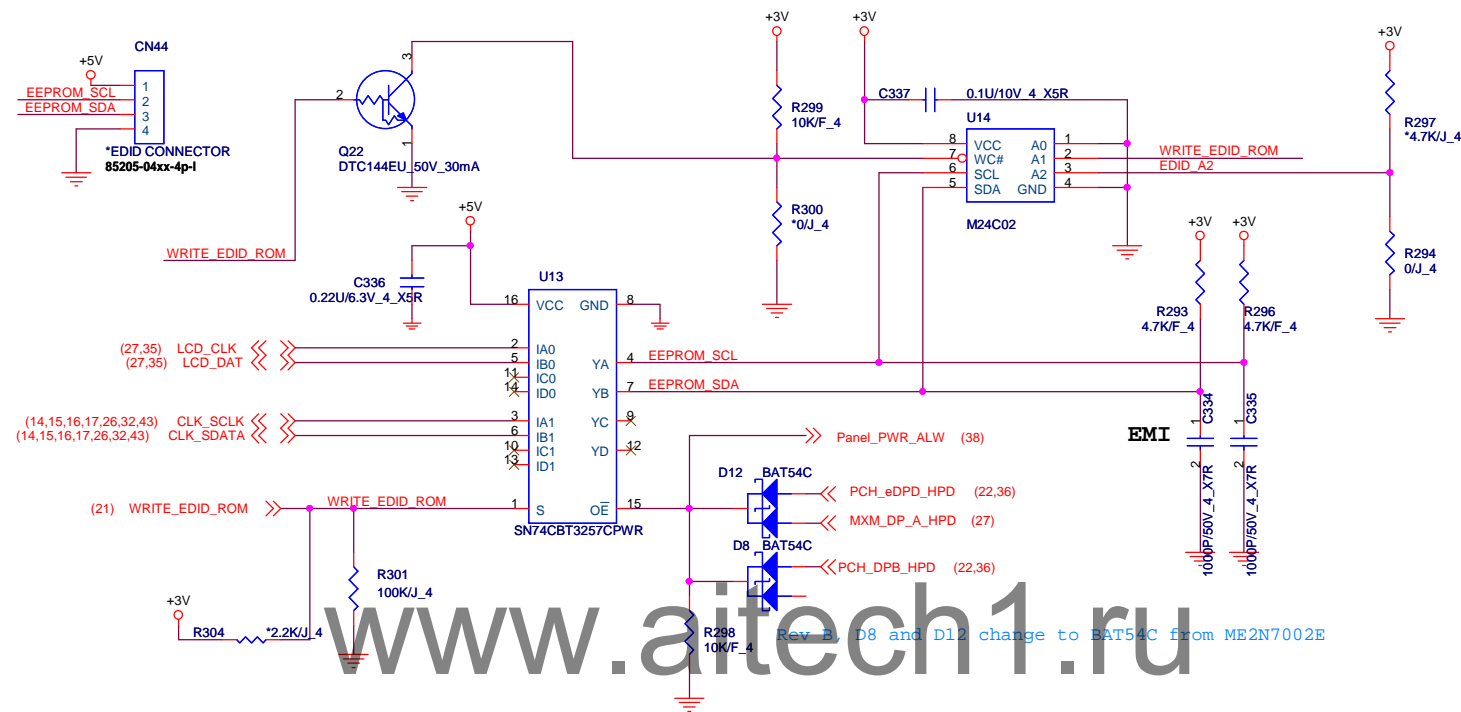 CN44
+5V
EEPROM_SCL
EEPROM_SDA
1
2
3
4
*EDID CONNECTOR
85205-04xx-4p-l
2
3
1
Q22
DTC144EU_50V_30mA
WRITE_EDID_ROM
+3V
R299
10K/F_4
R300
*0/J_4
+3V
C337
0.1U/10V_4_X5R
U14
8
7
6
5
VCC
WC#
SCL
SDA
A0
A1
A2
GND
1
2
3
4
M24C02
WRITE_EDID_ROM
EDID_A2
+3V
R297
*4.7K/J_4
R294
0/J_4
+5V
C336
0.22U/6.3V_4_X5R
U13
16
VCC
GND
8
(27,35) LCD_CLK
2
IA0
(27,35) LCD_DAT
5
IB0
11
IC0
14
ID0
YA
4
EEPROM_SCL
YB
7
EEPROM_SDA
(14,15,16,17,26,32,43) CLK_SCLK
3
IA1
(14,15,16,17,26,32,43) CLK_SDATA
6
IB1
10
IC1
13
ID1
YC
9
YD
12
(21) WRITE_EDID_ROM
WRITE_EDID_ROM
1
S
OE
15
SN74CBT3257CPWR
+3V
R293
4.7K/F_4
+3V
R296
4.7K/F_4
EMI
1
2
C334
1000P/50V_4_X7R
1
2
C335
1000P/50V_4_X7R
Panel_PWR_ALW (38)
D12
BAT54C
PCH_eDPD_HPD (22,36)
MXM_DP_A_HPD (27)
D8
BAT54C
PCH_DPB_HPD (22,36)
R301
100K/J_4
+3V
R304
*2.2K/J_4
R298
10K/F_4
Rev B, D8 and D12 change to BAT54C from ME2N7002E
www.aitech1.ru